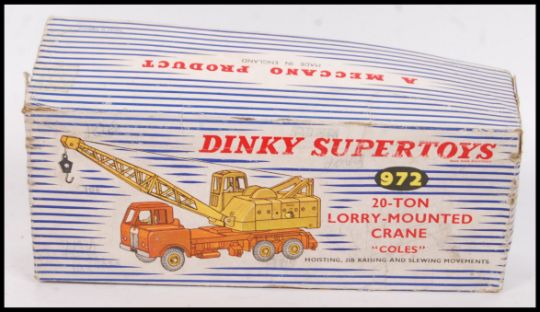 A MECCANO PRODUCT
MADE IN ENGLAND
DINKY SUPERTOYS
972
20-TON
LORRY-MOUNTED
CRANE
"COLES"
HOISTING, JIB RAISING AND SLEWING MOVEMENTS